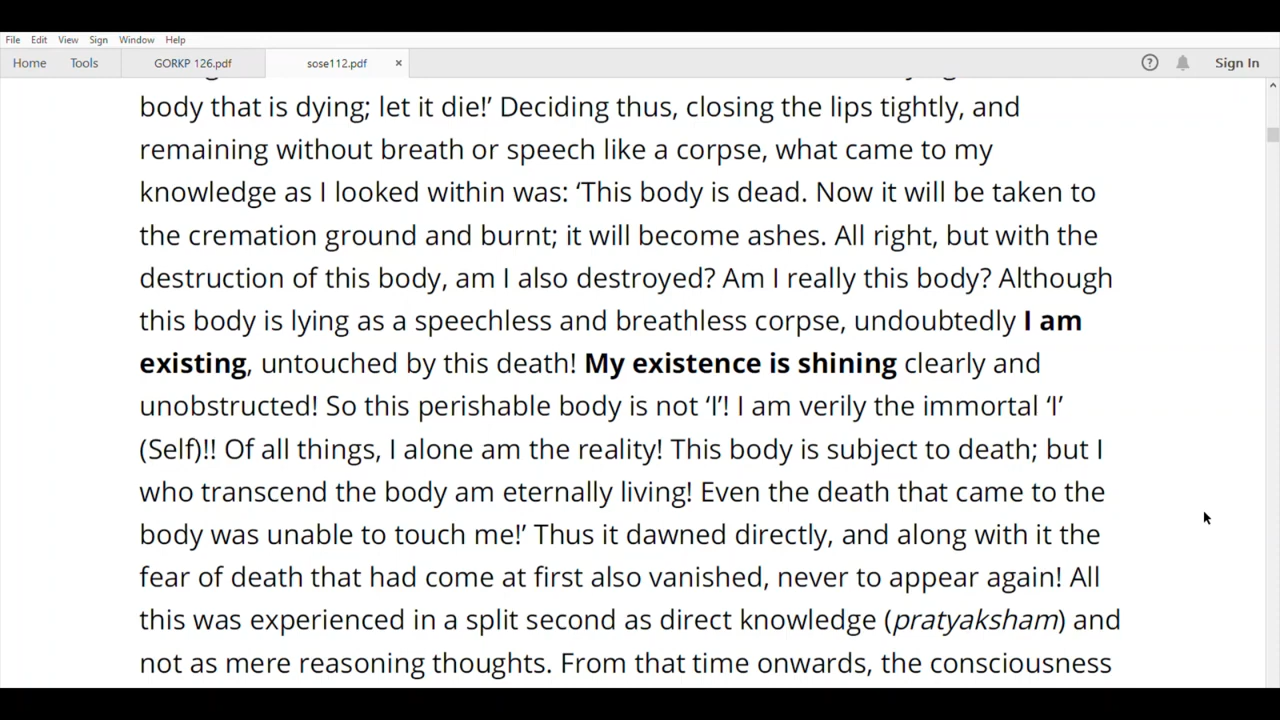 File Edit View Sign Window Help
Home Tools GORKP 126.pdf sose112.pdf × ? Sign In
body that is dying; let it die!’ Deciding thus, closing the lips tightly, and
remaining without breath or speech like a corpse, what came to my
knowledge as I looked within was: ‘This body is dead. Now it will be taken to
the cremation ground and burnt; it will become ashes. All right, but with the
destruction of this body, am I also destroyed? Am I really this body? Although
this body is lying as a speechless and breathless corpse, undoubtedly I am
existing, untouched by this death! My existence is shining clearly and
unobstructed! So this perishable body is not ‘I’! I am verily the immortal ‘I’
(Self)!! Of all things, I alone am the reality! This body is subject to death; but I
who transcend the body am eternally living! Even the death that came to the
body was unable to touch me!’ Thus it dawned directly, and along with it the
fear of death that had come at first also vanished, never to appear again! All
this was experienced in a split second as direct knowledge (pratyaksham) and
not as mere reasoning thoughts. From that time onwards, the consciousness